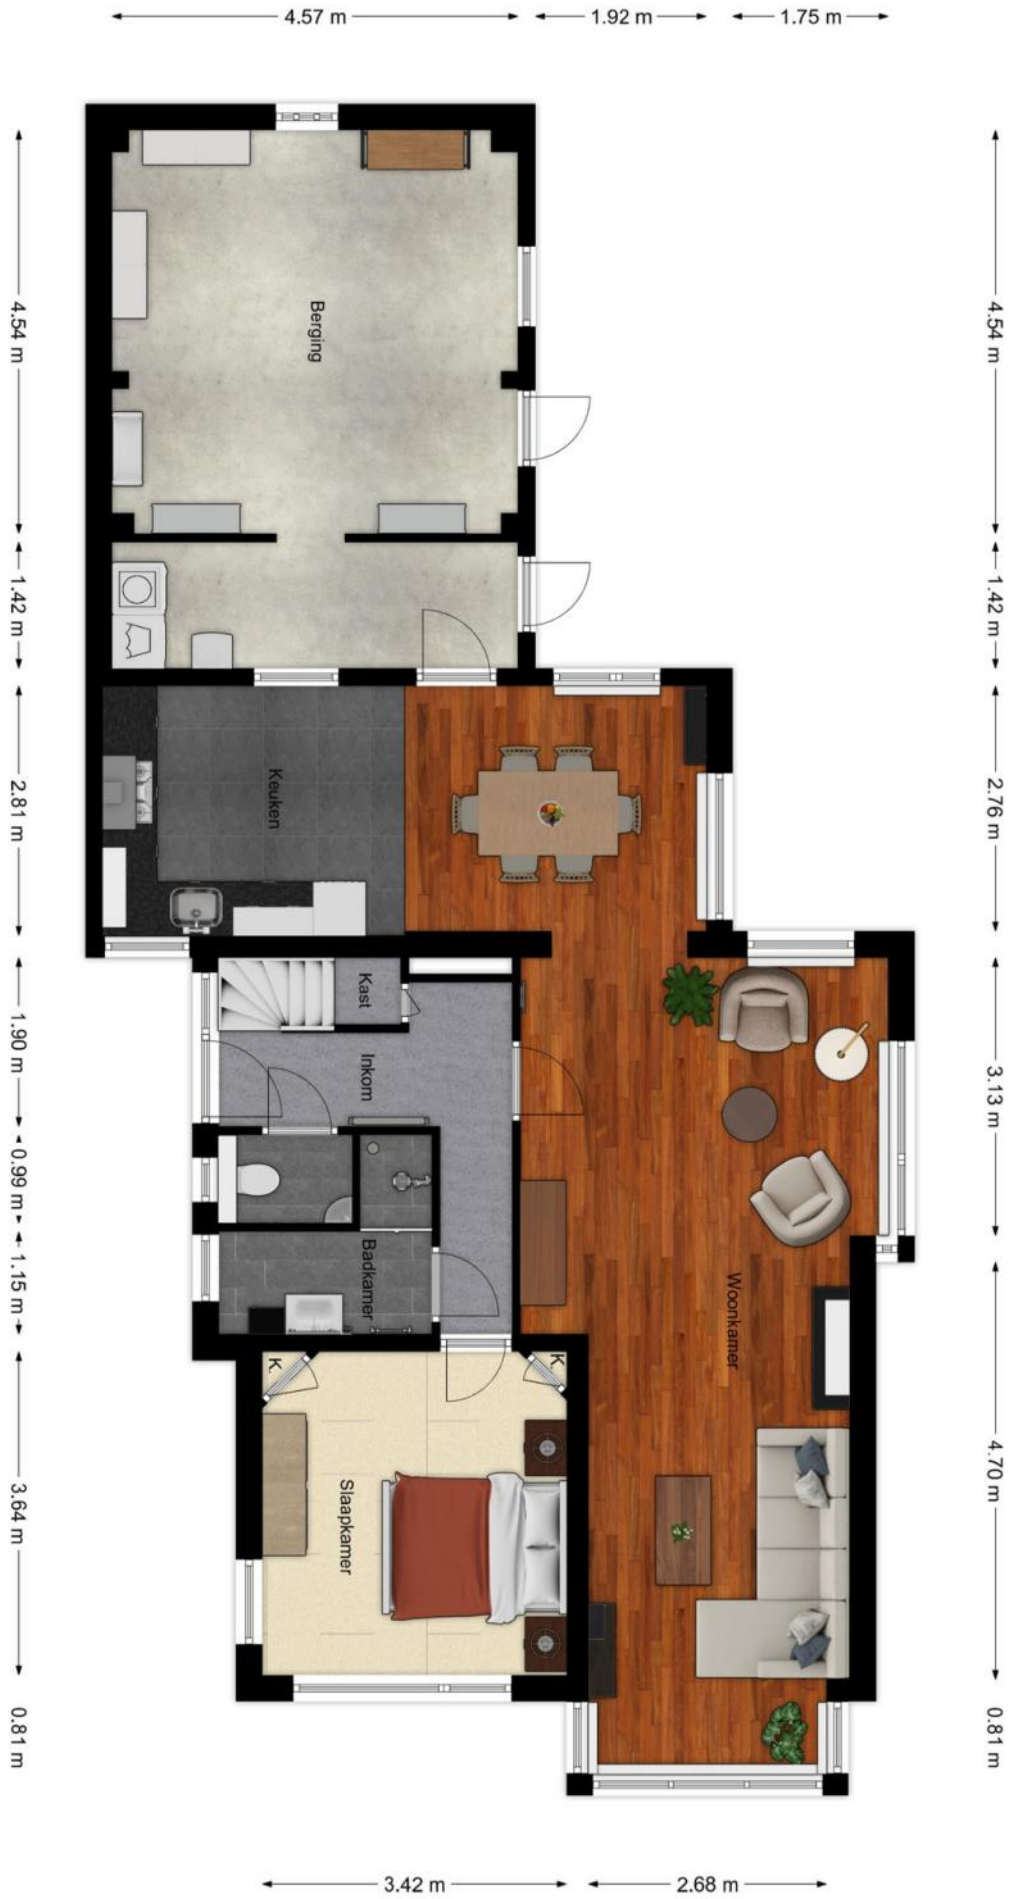 4.57 m
1.92 m
1.75 m
4.54 m
4.54 m
Berging
1.42 m
1.42 m
2.81 m
Keuken
2.76 m
Kast
1.90 m
Inkom
3.13 m
0.99 m
1.15 m
Badkamer
Woonkamer
K.
K.
3.64 m
Slaapkamer
4.70 m
0.81 m
0.81 m
3.42 m
2.68 m